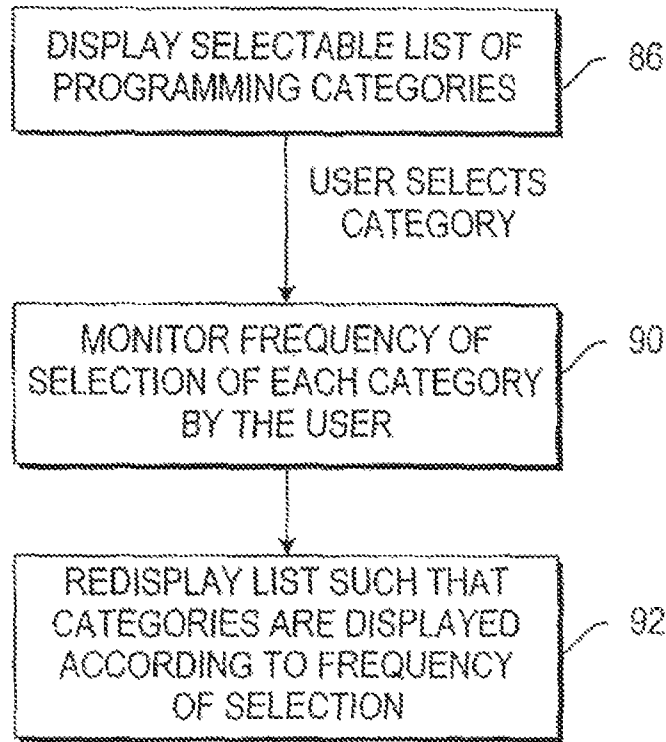 DISPLAY SELECTABLE LIST OF
PROGRAMMING CATEGORIES
86
USER SELECTS
CATEGORY
MONITOR FREQUENCY OF
SELECTION OF EACH CATEGORY
BY THE USER
90
REDISPLAY LIST SUCH THAT
CATEGORIES ARE DISPLAYED
ACCORDING TO FREQUENCY
OF SELECTION
92